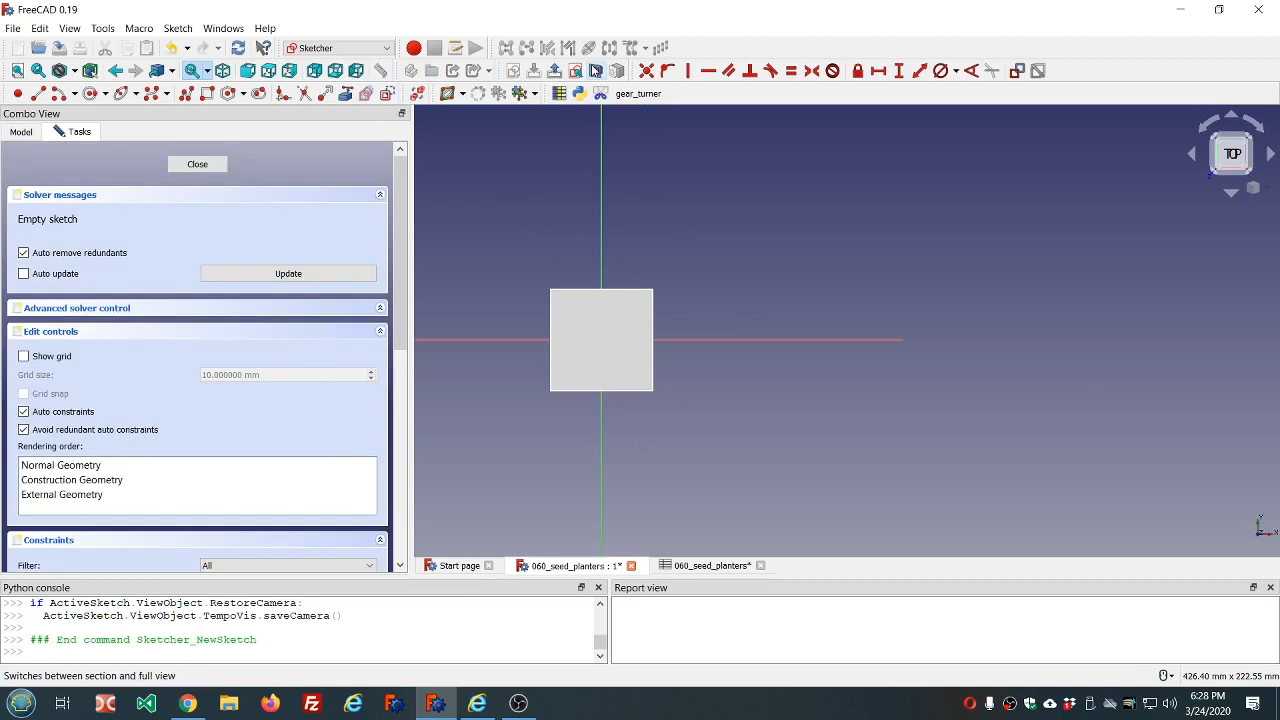 FreeCAD 0.19
File Edit View Tools Macro Sketch Windows Help
Sketcher
gear_turner
Combo View
Model Tasks
Close
Solver messages
Empty sketch
Auto remove redundants
Auto update Update
Advanced solver control
Edit controls
Show grid
Grid size: 10.000000 mm
Grid snap
Auto constraints
Avoid redundant auto constraints
Rendering order:
Normal Geometry
Construction Geometry
External Geometry
Constraints
Filter: All
TOP
Start page 060_seed_planters : 1* 060_seed_planters*
Python console
>>> if ActiveSketch.ViewObject.RestoreCamera:
>>> ActiveSketch.ViewObject.TempoVis.saveCamera()
>>>
>>> ### End command Sketcher_NewSketch
>>>
Report view
Switches between section and full view
426.40 mm x 222.55 mm
6:28 PM
3/24/2020